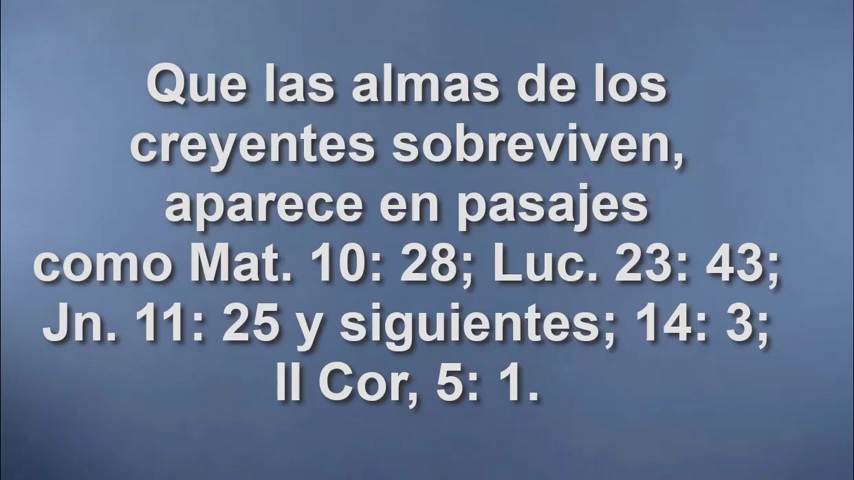 Que las almas de los
creyentes sobreviven,
aparece en pasajes
como Mat. 10: 28; Luc. 23: 43;
Jn. 11: 25 y siguientes; 14: 3;
II Cor, 5: 1.